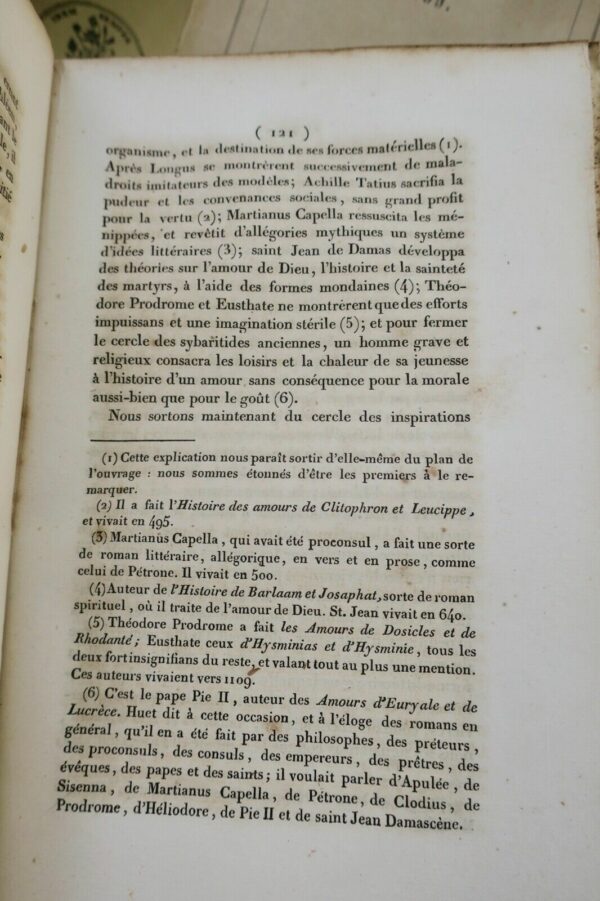 ( 121 )
organisme, et la destination de ses forces matérielles (1).
Après Longus se montrèrent successivement de mala-
droits imitateurs des modèles; Achille Tatius sacrifia la
pudeur et les convenances sociales, sans grand profit
pour la vertu (2); Martianus Capella ressuscita les mé-
nippées, et revêtit d'allégories mythiques un système
d'idées littéraires (3); saint Jean de Damas développa
des théories sur l'amour de Dieu, l'histoire et la sainteté
des martyrs, à l'aide des formes mondaines (4); Théo-
dore Prodrome et Eusthate ne montrèrent que des efforts
impuissans et une imagination stérile (5); et pour fermer
le cercle des sybaritides anciennes, un homme grave et
religieux consacra les loisirs et la chaleur de sa jeunesse
à l'histoire d'un amour sans conséquence pour la morale
aussi-bien que pour le goût (6).
Nous sortons maintenant du cercle des inspirations
(1) Cette explication nous paraît sortir d'elle-même du plan de
l'ouvrage : nous sommes étonnés d'être les premiers à le re-
marquer.
(2) Il a fait l'Histoire des amours de Clitophron et Leucippe,
et vivait en 495.
(3) Martianus Capella, qui avait été proconsul, a fait une sorte
de roman littéraire, allégorique, en vers et en prose, comme
celui de Pétrone. Il vivait en 500.
(4) Auteur de l'Histoire de Barlaam et Josaphat, sorte de roman
spirituel, où il traite de l'amour de Dieu. St. Jean vivait en 640.
(5) Théodore Prodrome a fait les Amours de Dosicles et de
Rhodanté; Eusthate ceux d'Hysminias et d'Hysminie, tous les
deux fort insignifians du reste, et valant tout au plus une mention.
Ces auteurs vivaient vers 1109.
(6) C'est le pape Pie II, auteur des Amours d'Euryale et de
Lucrèce. Huet dit à cette occasion, et à l'éloge des romans en
général, qu'il en a été fait par des philosophes, des préteurs,
des proconsuls, des consuls, des empereurs, des prêtres, des
évêques, des papes et des saints; il voulait parler d'Apulée, de
Sisenna, de Martianus Capella, de Pétrone, de Clodius, de
Prodrome, d'Héliodore, de Pie II et de saint Jean Damascène.